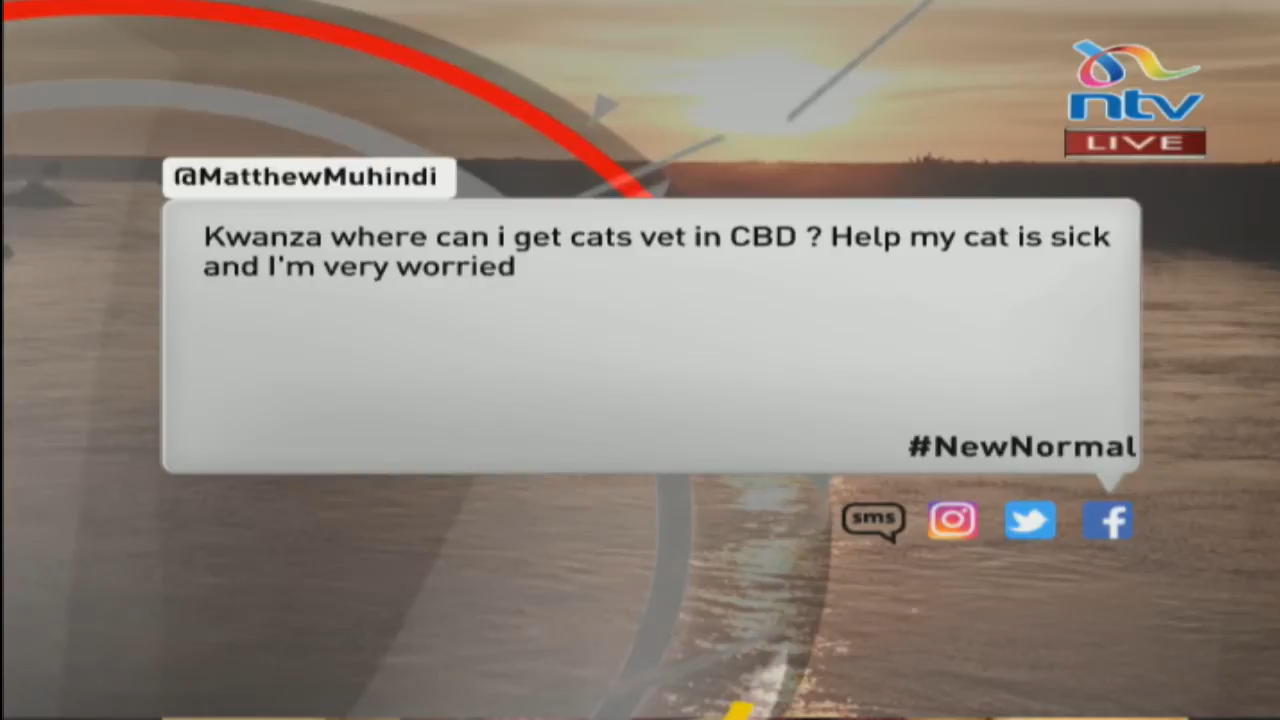 ntv
LIVE
@MatthewMuhindi
Kwanza where can i get cats vet in CBD ? Help my cat is sick
and I'm very worried
#NewNormal
sms